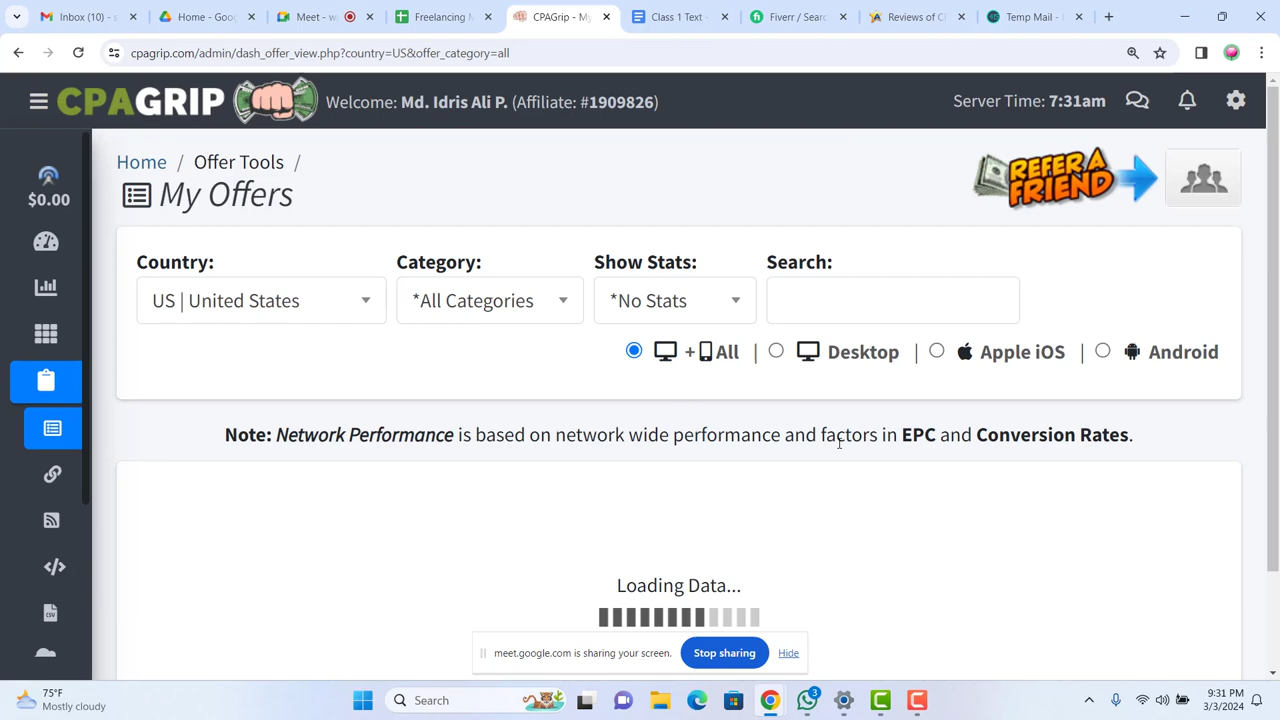 Inbox (10) - s
Home - Goo
Meet - w
Freelancing M
CPAGrip - My
Class 1 Text -
Fiverr / Sear
Reviews of C
Temp Mail -
cpagrip.com/admin/dash_offer_view.php?country=US&offer_category=all
CPAGRIP
Welcome: Md. Idris Ali P. (Affiliate: #1909826)
Server Time: 7:31am
Home / Offer Tools /
My Offers
REFER A FRIEND
$0.00
Country:
Category:
Show Stats:
Search:
US | United States
*All Categories
*No Stats
+ All | Desktop | Apple iOS | Android
Note: Network Performance is based on network wide performance and factors in EPC and Conversion Rates.
Loading Data...
CSV
meet.google.com is sharing your screen.
Stop sharing
Hide
75°F
Mostly cloudy
Search
3
9:31 PM
3/3/2024